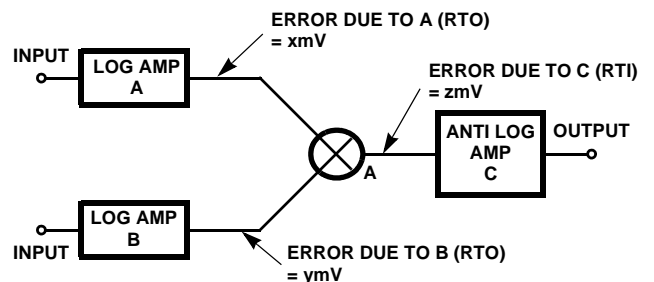 ERROR DUE TO A (RTO)
= xmV
INPUT
LOG AMP
A
ERROR DUE TO C (RTI)
= zmV
ANTI LOG
AMP
C
OUTPUT
A
LOG AMP
B
INPUT
ERROR DUE TO B (RTO)
= ymV